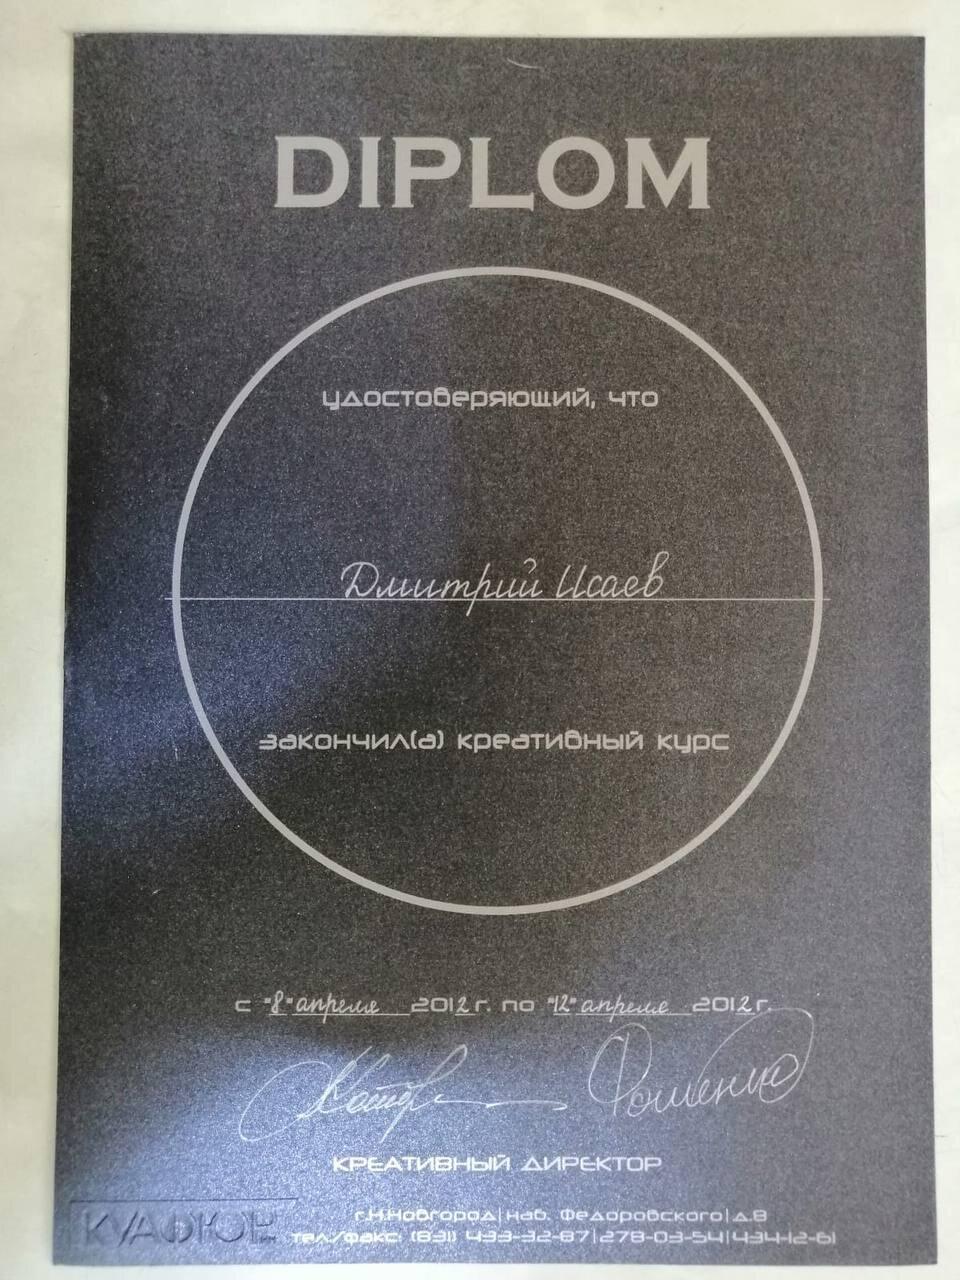 DIPLOM
удостоверяющий, что
Дмитрий Исаев
закончил(а) креативный курс
с "8" апреля 2012 г. по "12" апреля 2012 г.
КРЕАТИВНЫЙ ДИРЕКТОР
г.Н.Новгород|наб. Федоровского|д.8
тел./факс: (831) 433-32-87|278-03-54|434-12-61